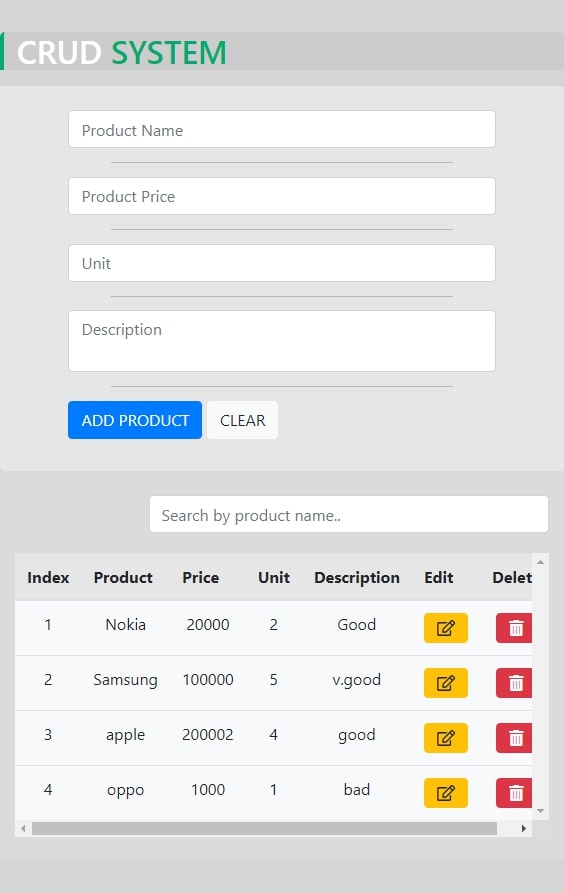 CRUD SYSTEM
Product Name
Product Price
Unit
Description
ADD PRODUCT CLEAR
Search by product name..
Index Product Price Unit Description Edit Delet
1 Nokia 20000 2 Good
2 Samsung 100000 5 v.good
3 apple 200002 4 good
4 oppo 1000 1 bad